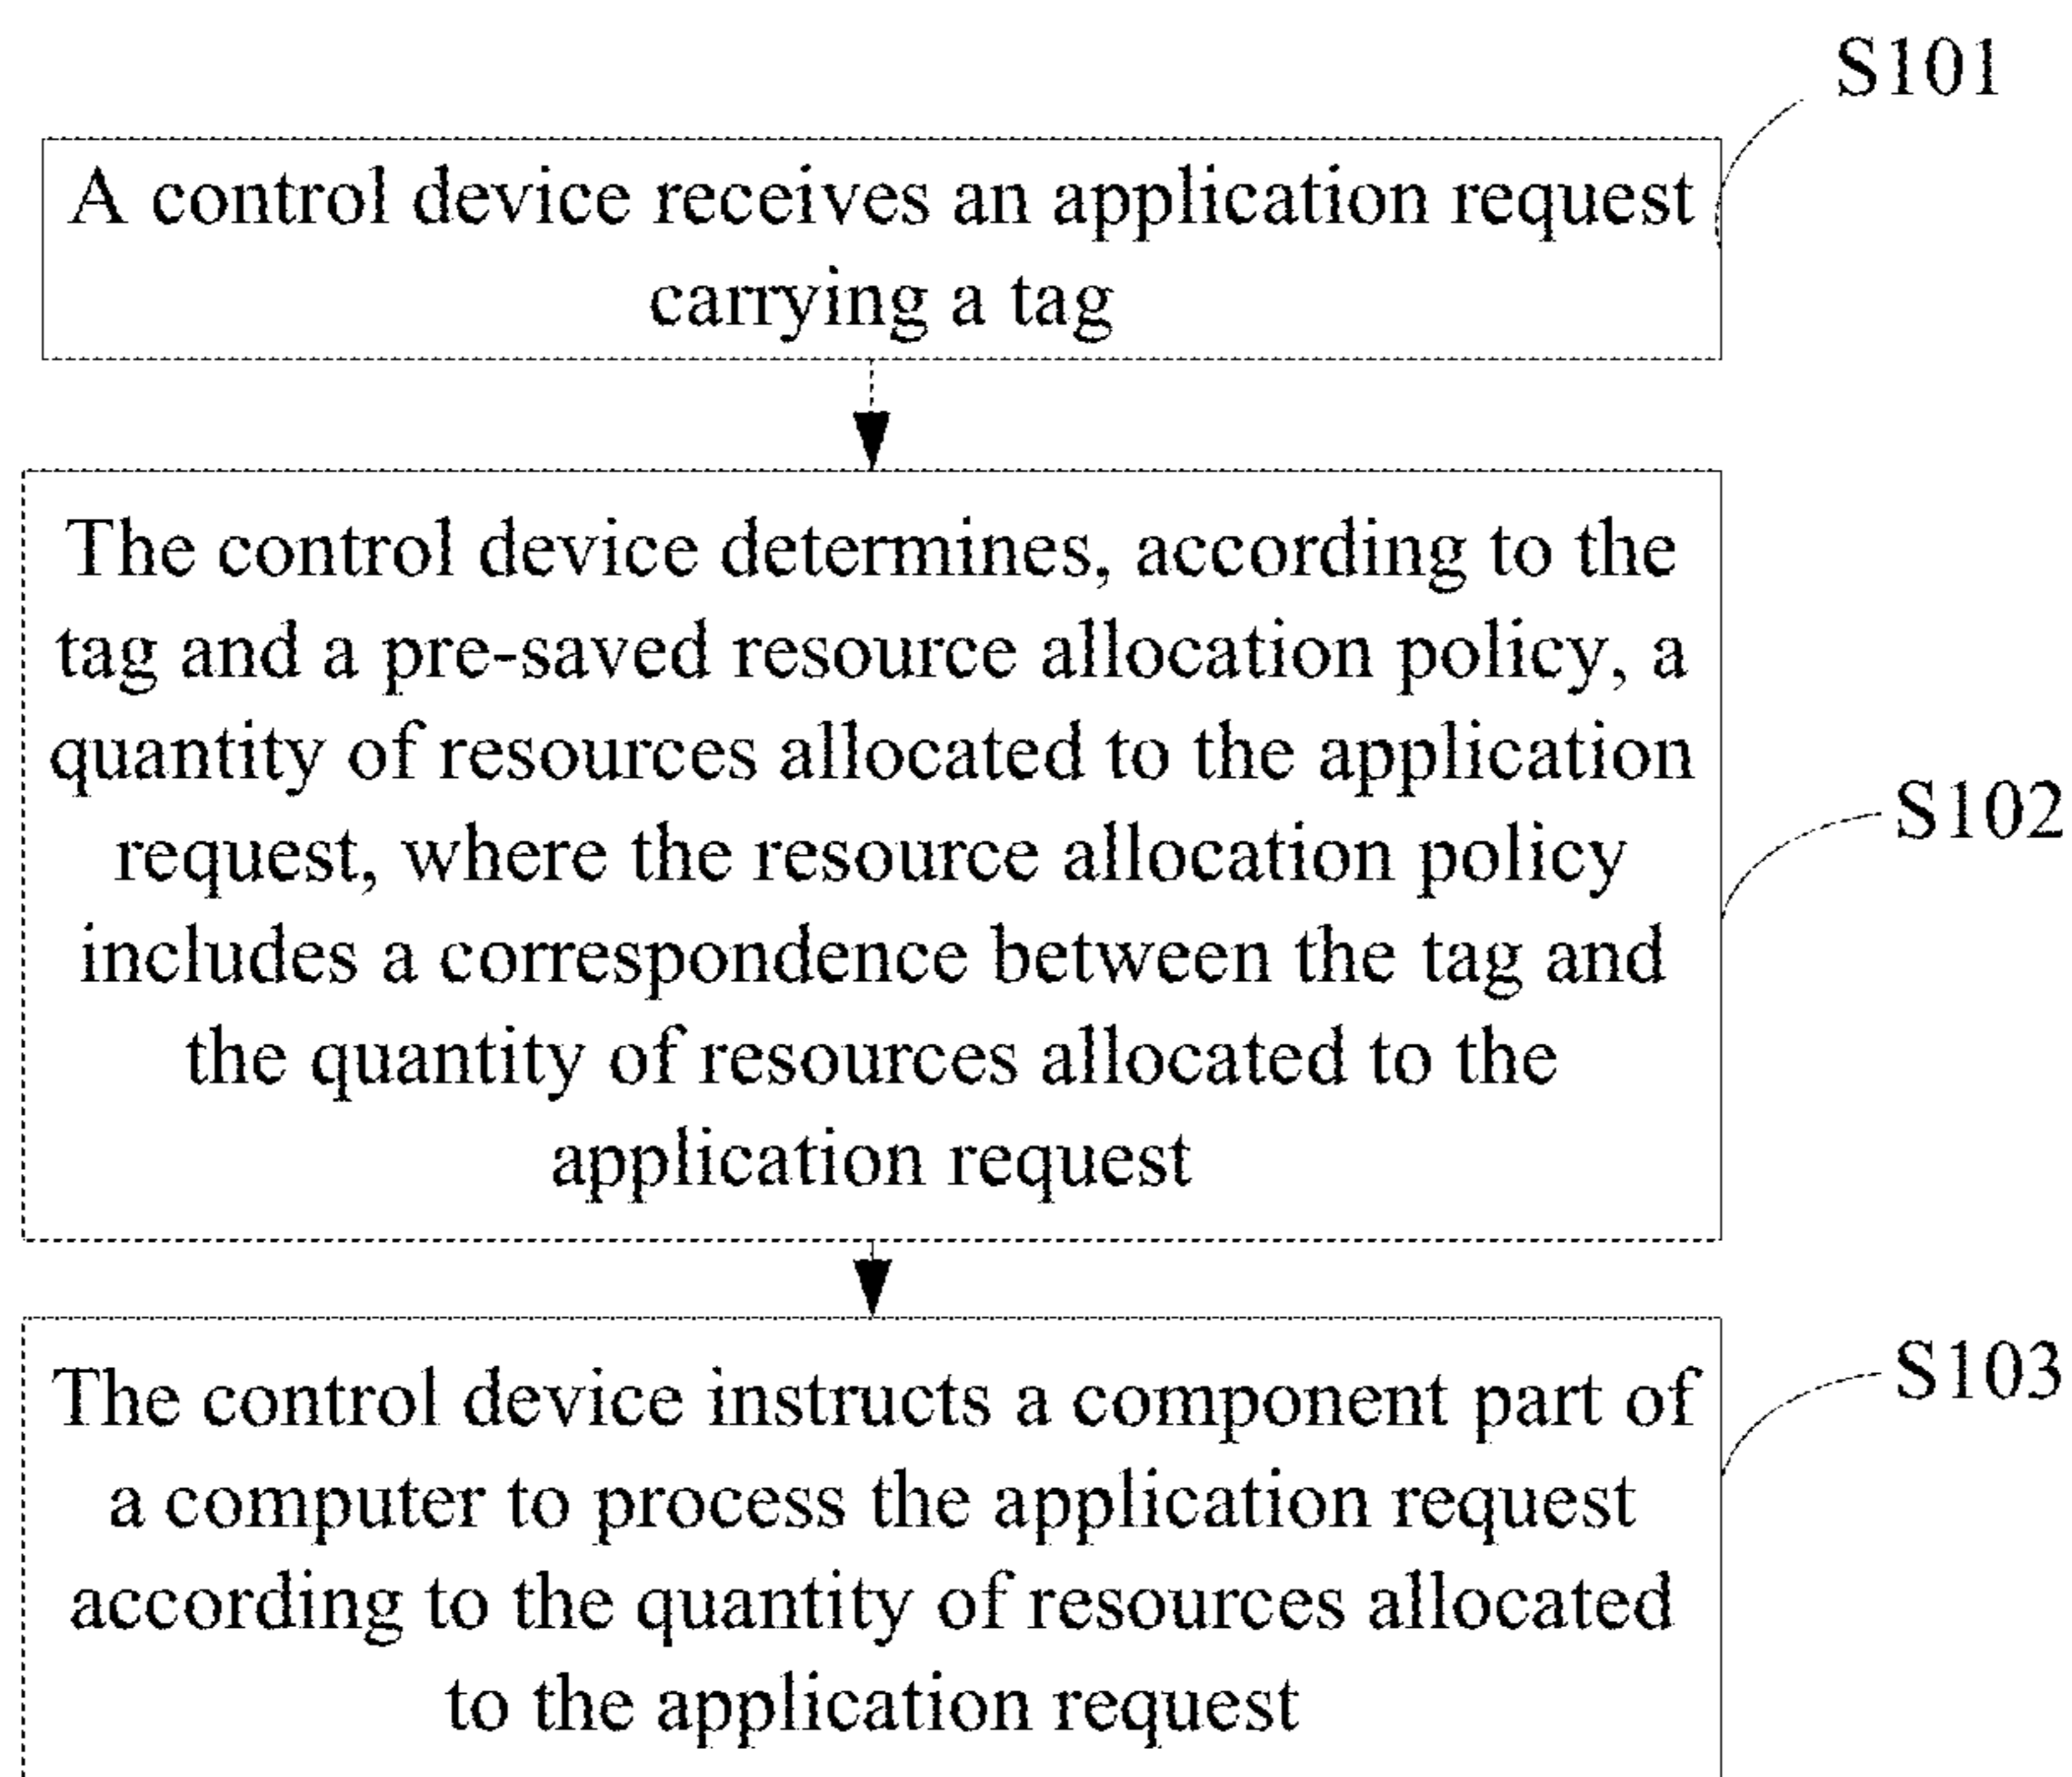 S101
A control device receives an application request
carrying a tag
The control device determines, according to the
tag and a pre-saved resource allocation policy, a
quantity of resources allocated to the application
request, where the resource allocation policy
includes a correspondence between the tag and
the quantity of resources allocated to the
application request
S102
The control device instructs a component part of
a computer to process the application request
according to the quantity of resources allocated
to the application request
S103